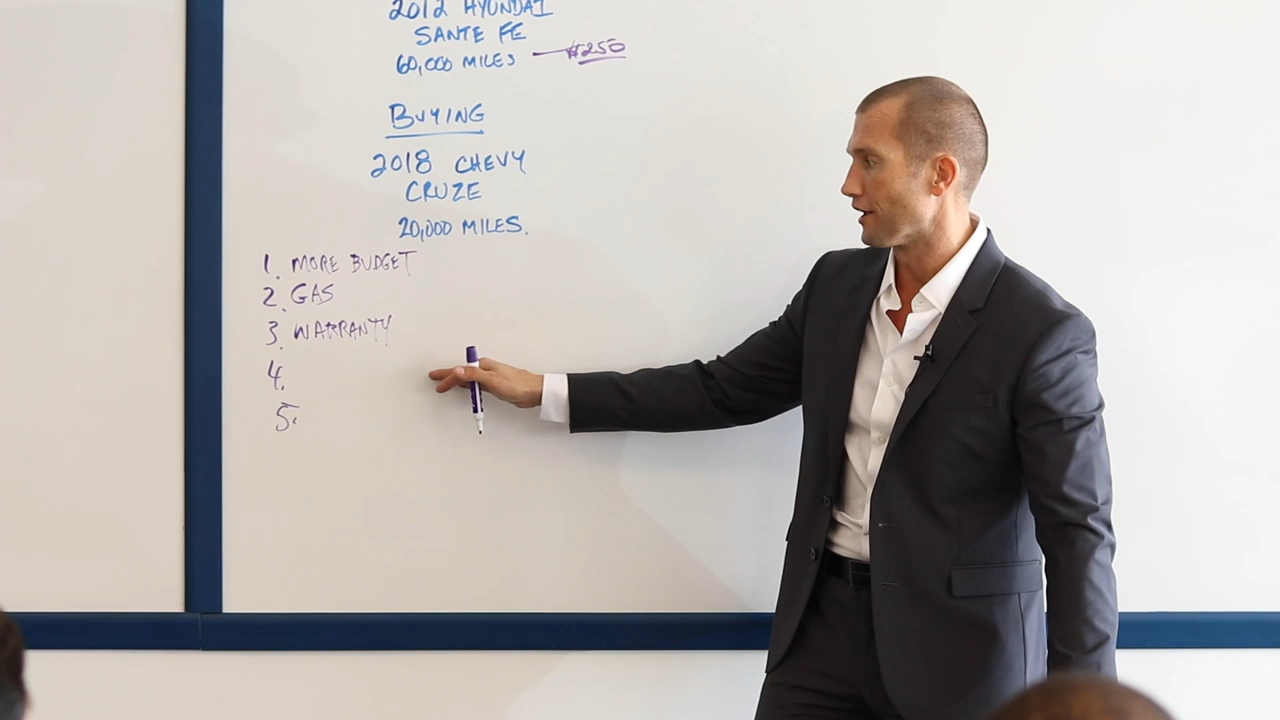 2012 HYUNDAI
SANTE FE
60,000 MILES — $250
BUYING
2018 CHEVY
CRUZE
20,000 MILES.
1. MORE BUDGET
2. GAS
3. WARRANTY
4.
5.